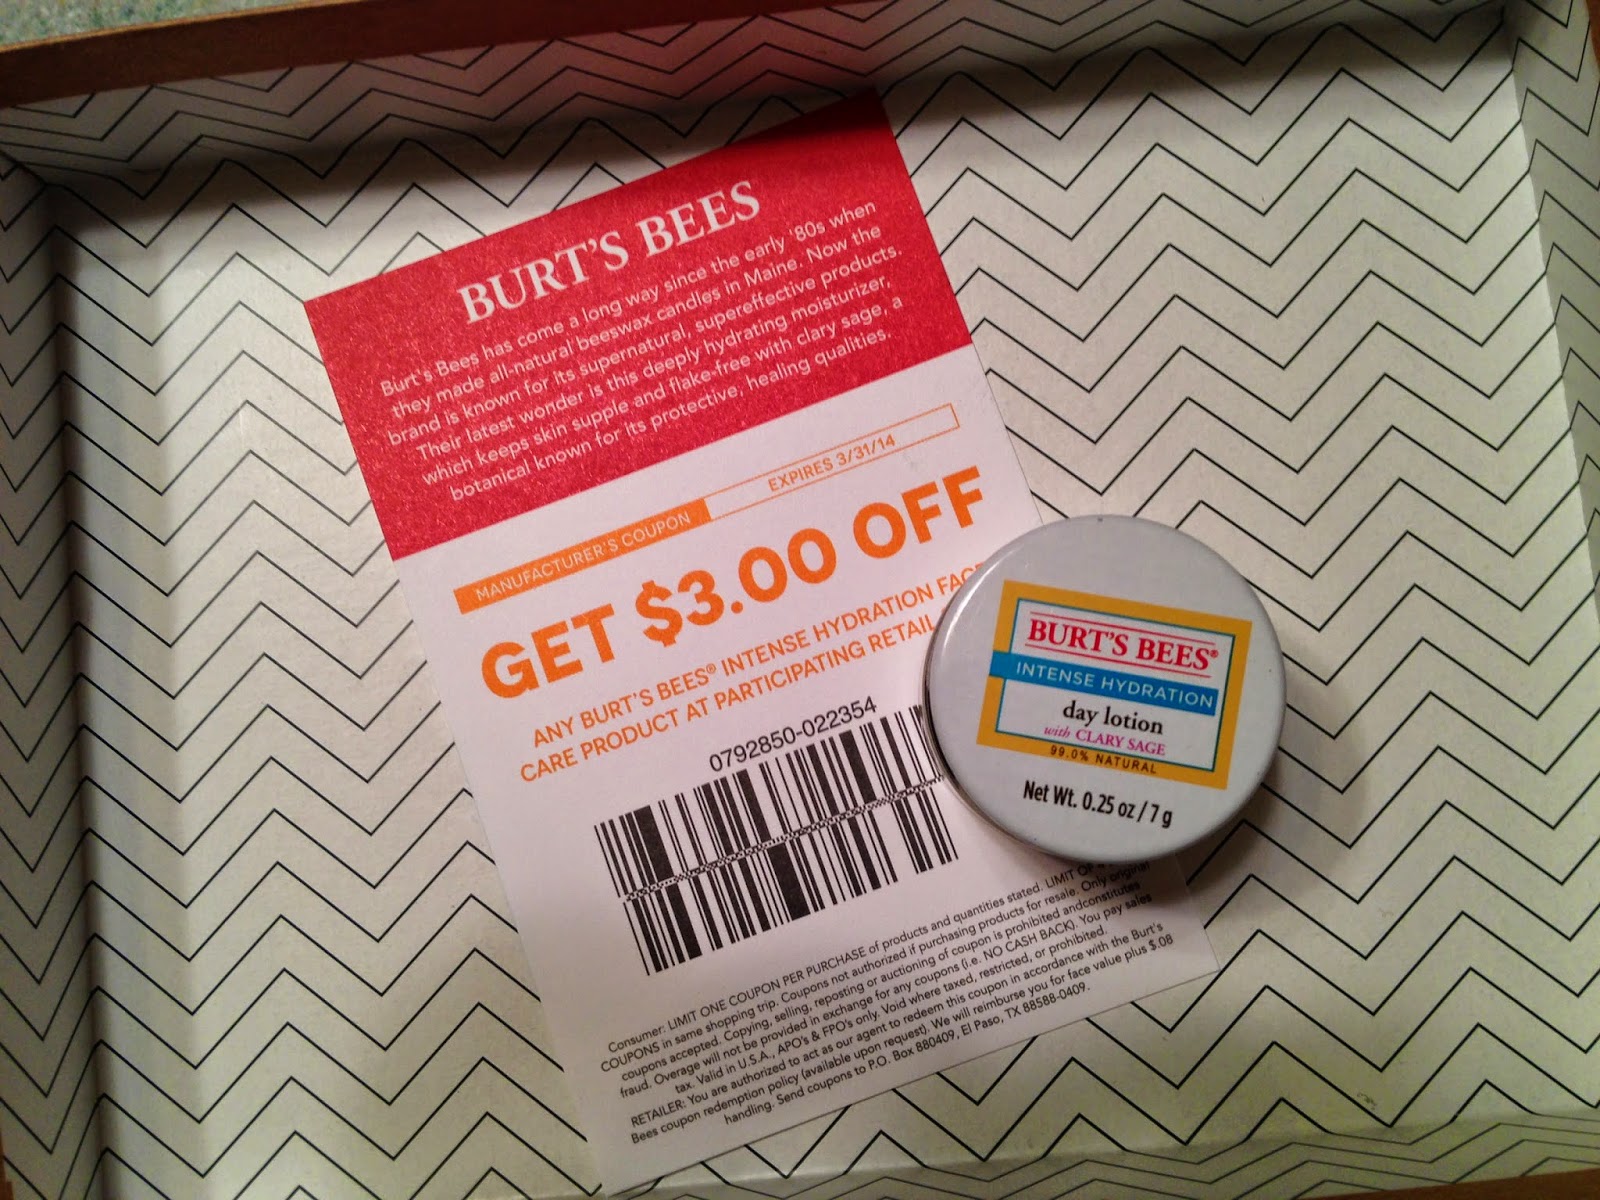 BURT'S BEES
Burt's Bees has come a long way since the early '80s when
they made all-natural beeswax candles in Maine. Now the
brand is known for its supernatural, supereffective products.
Their latest wonder is this deeply hydrating moisturizer,
which keeps skin supple and flake-free with clary sage, a
botanical known for its protective, healing qualities.
MANUFACTURER'S COUPON EXPIRES 3/31/14
GET $3.00 OFF
ANY BURT'S BEES® INTENSE HYDRATION FACE
CARE PRODUCT AT PARTICIPATING RETAIL
0792850-022354
Consumer: LIMIT ONE COUPON PER PURCHASE of products and quantities stated. LIMIT OF
COUPONS in same shopping trip. Coupons not authorized if purchasing products for resale. Only original
coupons accepted. Copying, selling, reposting or auctioning of coupon is prohibited andconstitutes
fraud. Overage will not be provided in exchange for any coupons (i.e. NO CASH BACK). You pay sales
tax. Valid in U.S.A., APO's & FPO's only. Void where taxed, restricted, or prohibited.
RETAILER: You are authorized to act as our agent to redeem this coupon in accordance with the Burt's
Bees coupon redemption policy (available upon request). We will reimburse you for face value plus $.08
handling. Send coupons to P.O. Box 880409, El Paso, TX 88588-0409.
BURT'S BEES®
INTENSE HYDRATION
day lotion
with CLARY SAGE
99.0% NATURAL
Net Wt. 0.25 oz / 7 g